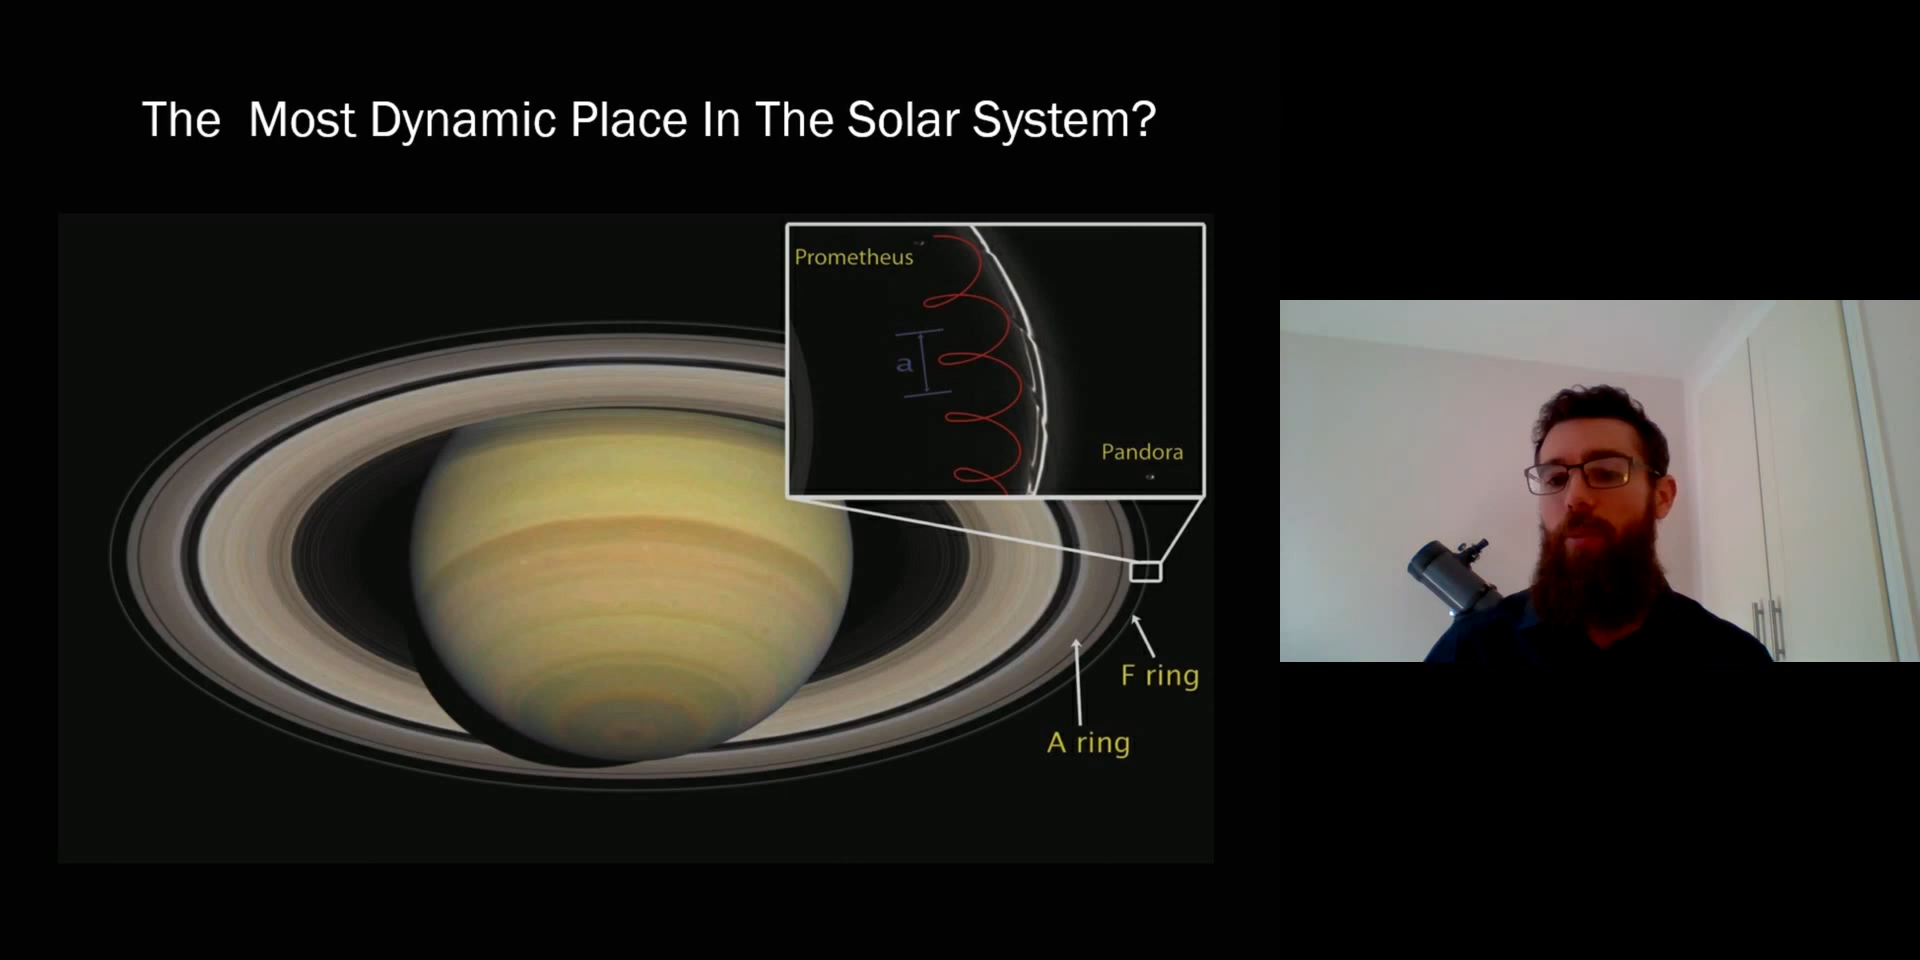 The  Most Dynamic Place In The Solar System?
Prometheus
a
Pandora
F ring
A ring